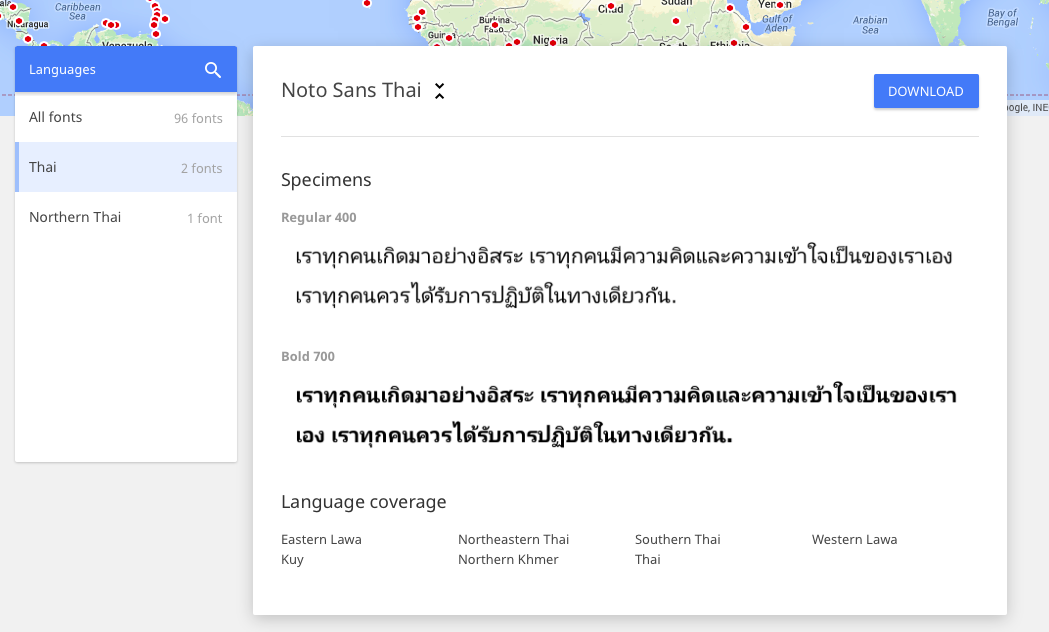 Caribbean
Sea
Nicaragua
Venezuela
Burkina
Faso
Nigeria
Chad
Sudan
Yemen
Gulf of
Aden
Arabian
Sea
Bay of
Bengal
Languages
All fonts 96 fonts
Thai 2 fonts
Northern Thai 1 font
Noto Sans Thai
DOWNLOAD
Specimens
Regular 400
เราทุกคนเกิดมาอย่างอิสระ เราทุกคนมีความคิดและความเข้าใจเป็นของเราเอง
เราทุกคนควรได้รับการปฏิบัติในทางเดียวกัน.
Bold 700
เราทุกคนเกิดมาอย่างอิสระ เราทุกคนมีความคิดและความเข้าใจเป็นของเรา
เอง เราทุกคนควรได้รับการปฏิบัติในทางเดียวกัน.
Language coverage
Eastern Lawa Northeastern Thai Southern Thai Western Lawa
Kuy Northern Khmer Thai